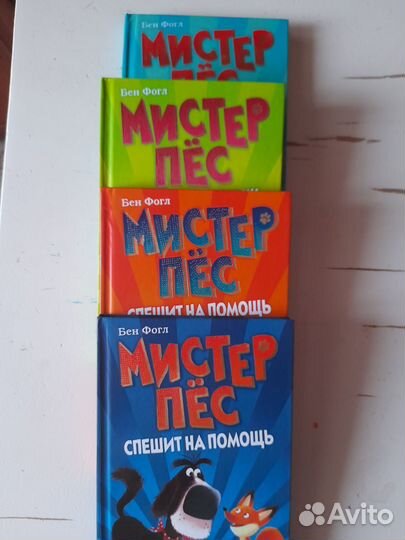 Бен Фогл
МИСТЕР
ПЁС
Бен Фогл
МИСТЕР
ПЁС
Бен Фогл
МИСТЕР
ПЁС
СПЕШИТ НА ПОМОЩЬ
Бен Фогл
МИСТЕР
ПЁС
СПЕШИТ НА ПОМОЩЬ
Avito